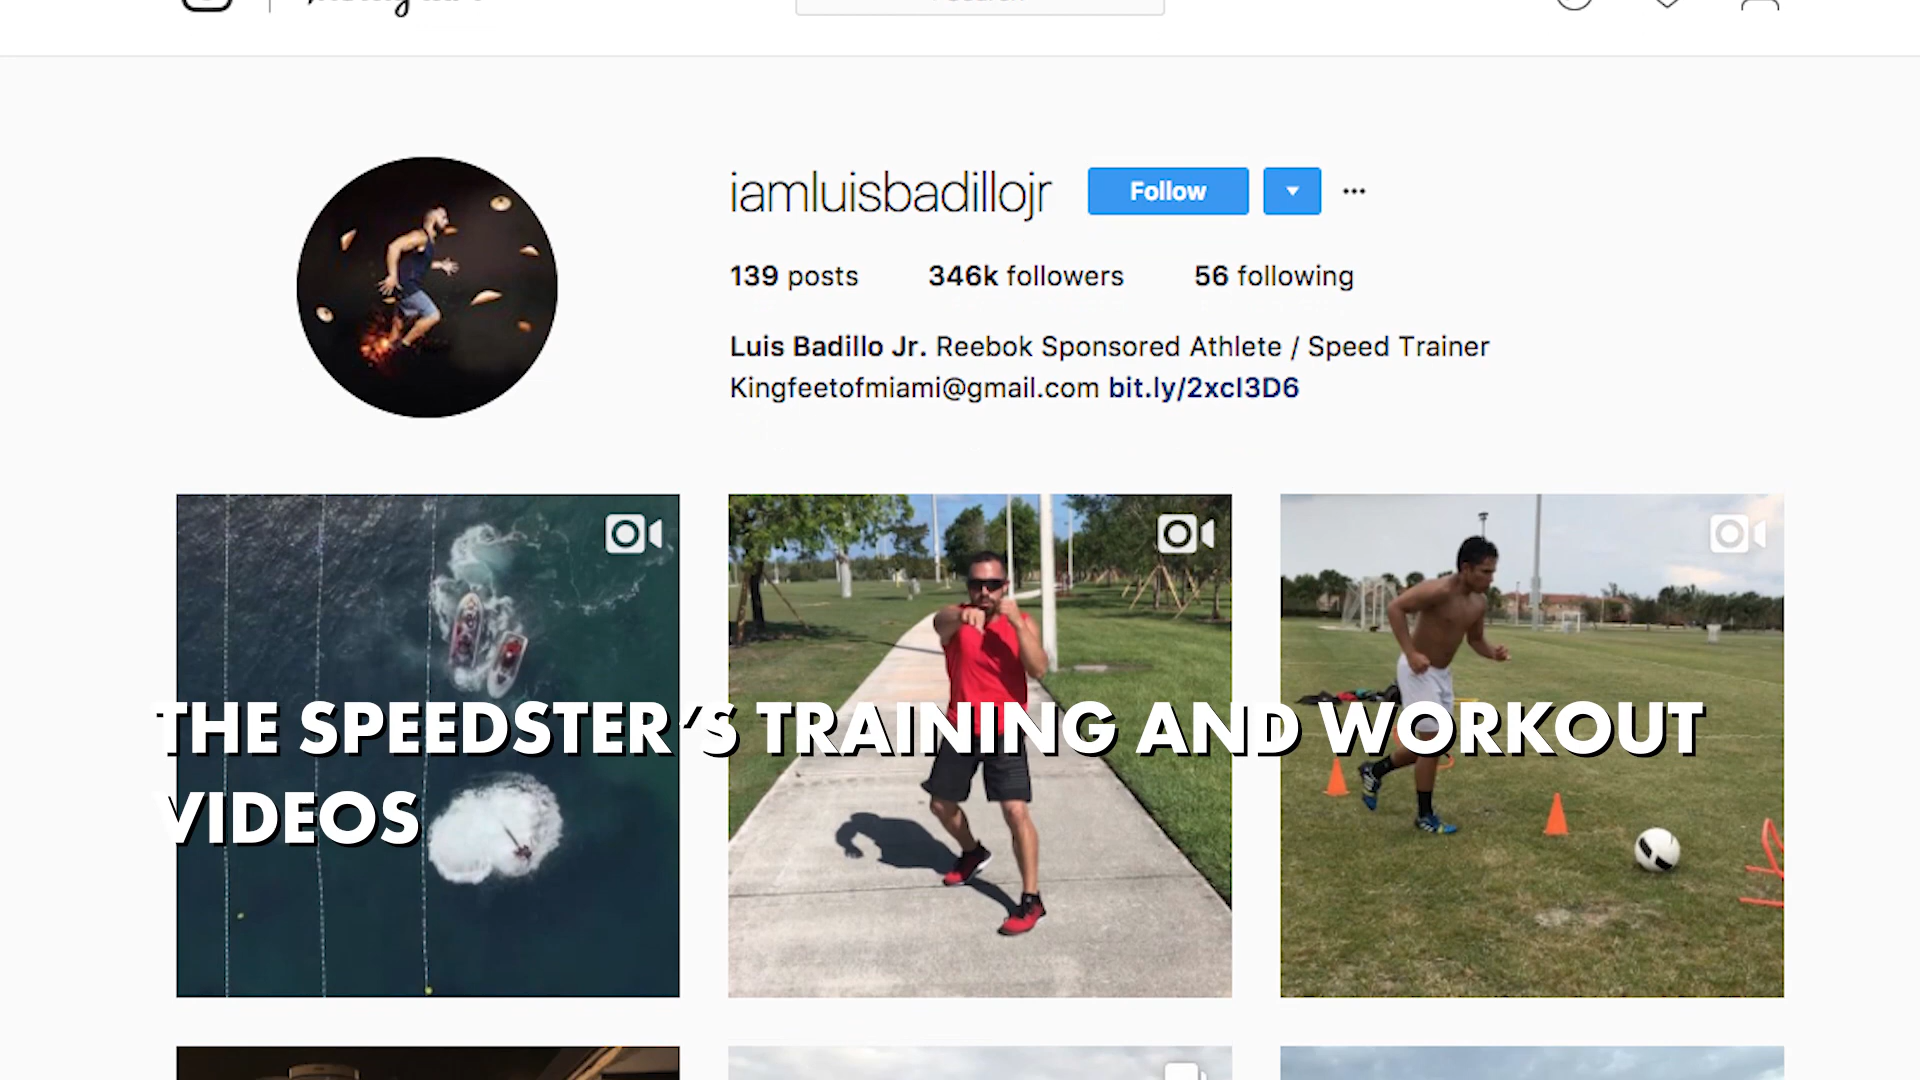 iamluisbadillojr Follow
139 posts 346k followers 56 following
Luis Badillo Jr. Reebok Sponsored Athlete / Speed Trainer
Kingfeetofmiami@gmail.com bit.ly/2xcI3D6
THE SPEEDSTER'S TRAINING AND WORKOUT
VIDEOS